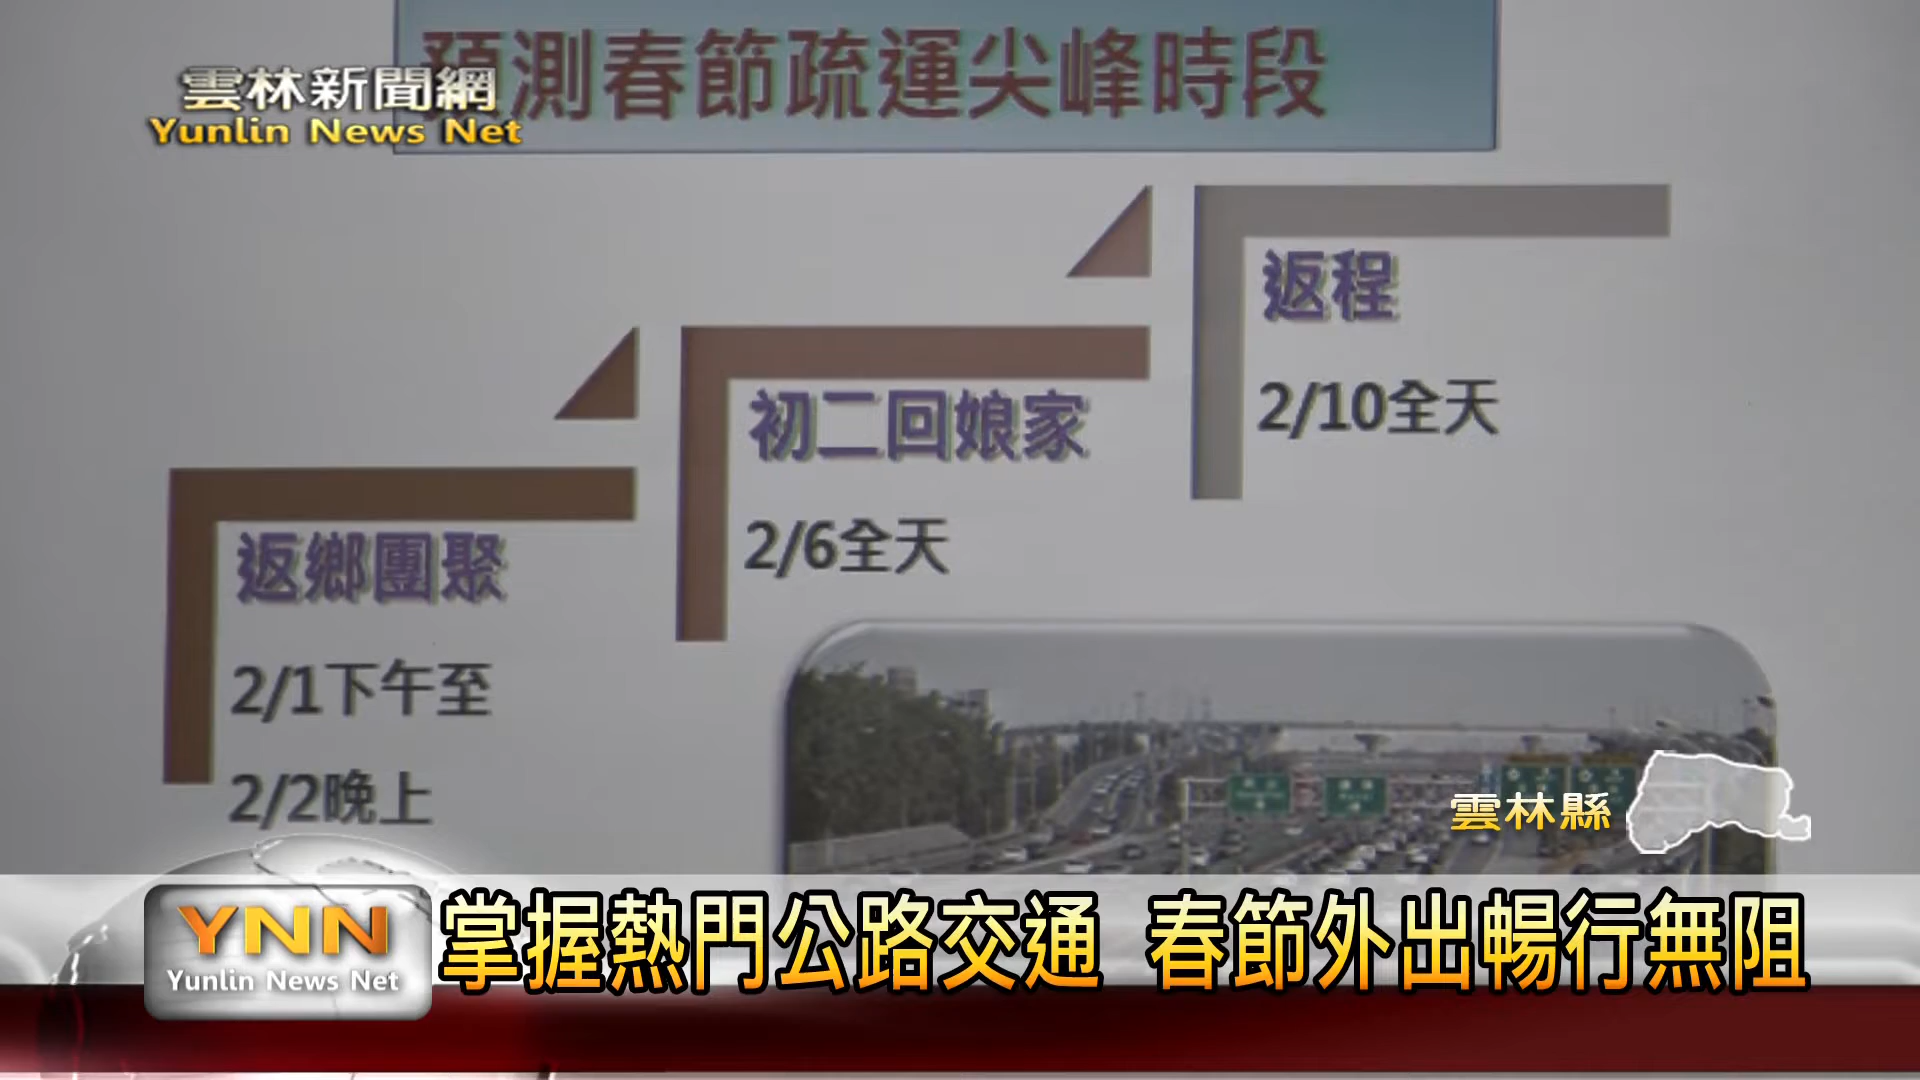 預測春節疏運尖峰時段
雲林新聞網
Yunlin News Net
返程
2/10全天
初二回娘家
2/6全天
返鄉團聚
2/1下午至
2/2晚上
雲林縣
YNN
Yunlin News Net
掌握熱門公路交通 春節外出暢行無阻